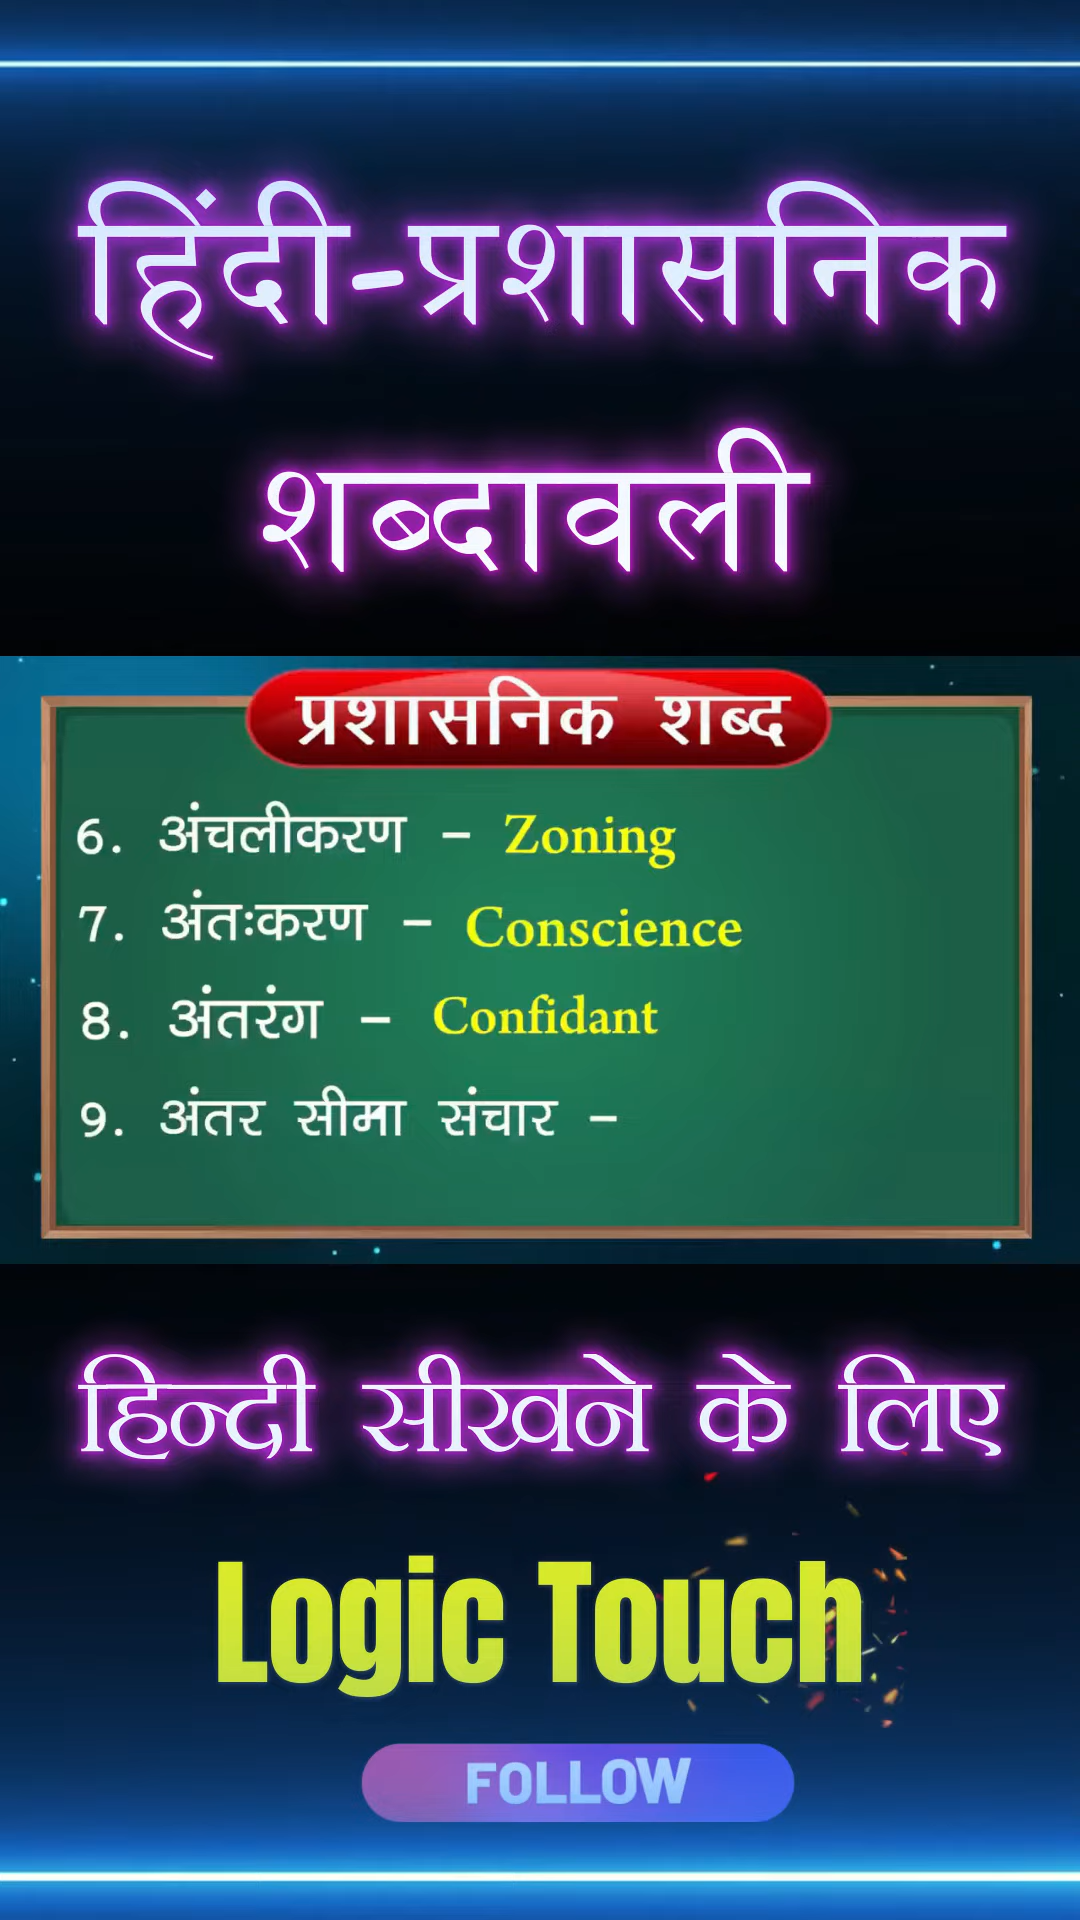 हिंदी-प्रशासनिक
शब्दावली
प्रशासनिक शब्द
6. अंचलीकरण - Zoning
7. अंतःकरण - Conscience
8. अंतरंग - Confidant
9. अंतर सीमा संचार -
हिन्दी सीखने के लिए
Logic Touch
FOLLOW